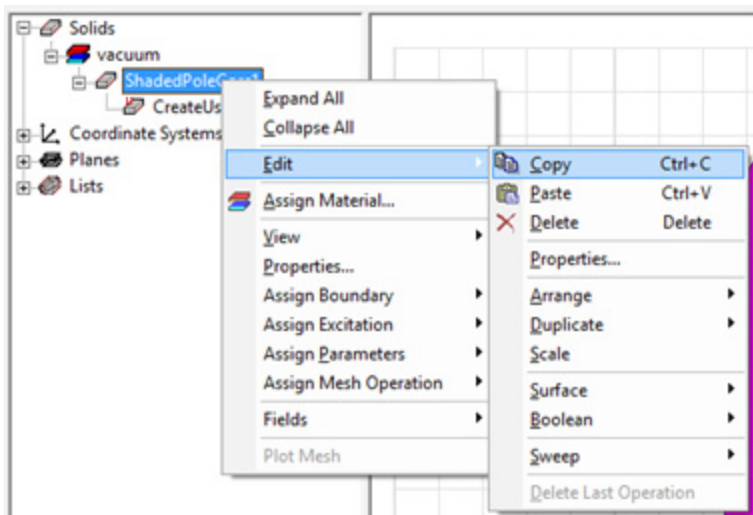 Solids
vacuum
ShadedPoleCore1
CreateUs
Coordinate Systems
Planes
Lists
Expand All
Collapse All
Edit
Assign Material...
View
Properties...
Assign Boundary
Assign Excitation
Assign Parameters
Assign Mesh Operation
Fields
Plot Mesh
Copy Ctrl+C
Paste Ctrl+V
Delete Delete
Properties...
Arrange
Duplicate
Scale
Surface
Boolean
Sweep
Delete Last Operation